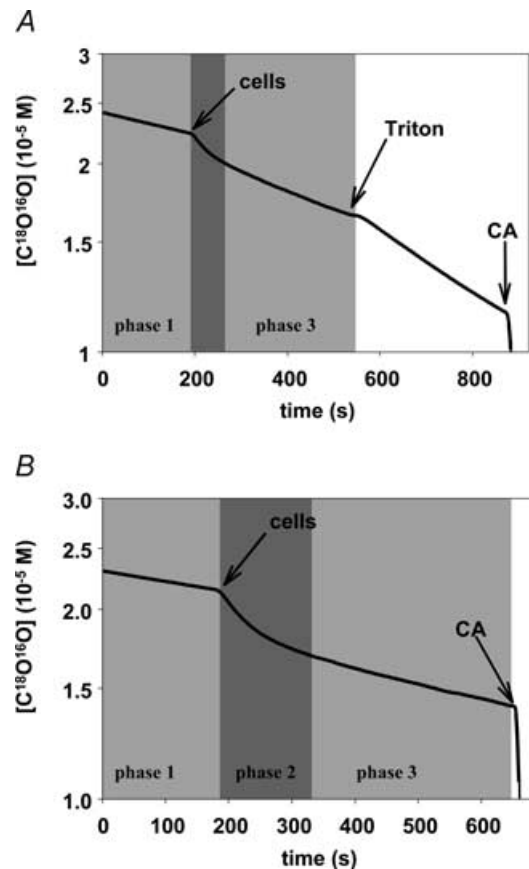 A
[C¹⁸O¹⁶O] (10⁻⁵ M)
3
2.5
2
1.5
1
cells
Triton
CA
phase 1
phase 3
0
200
400
600
800
time (s)
B
[C¹⁸O¹⁶O] (10⁻⁵ M)
3.0
2.5
2.0
1.5
1.0
cells
CA
phase 1
phase 2
phase 3
0
100
200
300
400
500
600
time (s)